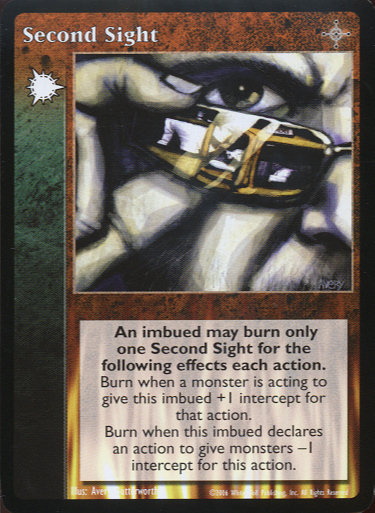 Second Sight
AVERY
An imbued may burn only
one Second Sight for the
following effects each action.
Burn when a monster is acting to
give this imbued +1 intercept for
that action.
Burn when this imbued declares
an action to give monsters –1
intercept for this action.
Illus: Avery Butterworth
©2006 White Wolf Publishing, Inc. All Rights Reserved